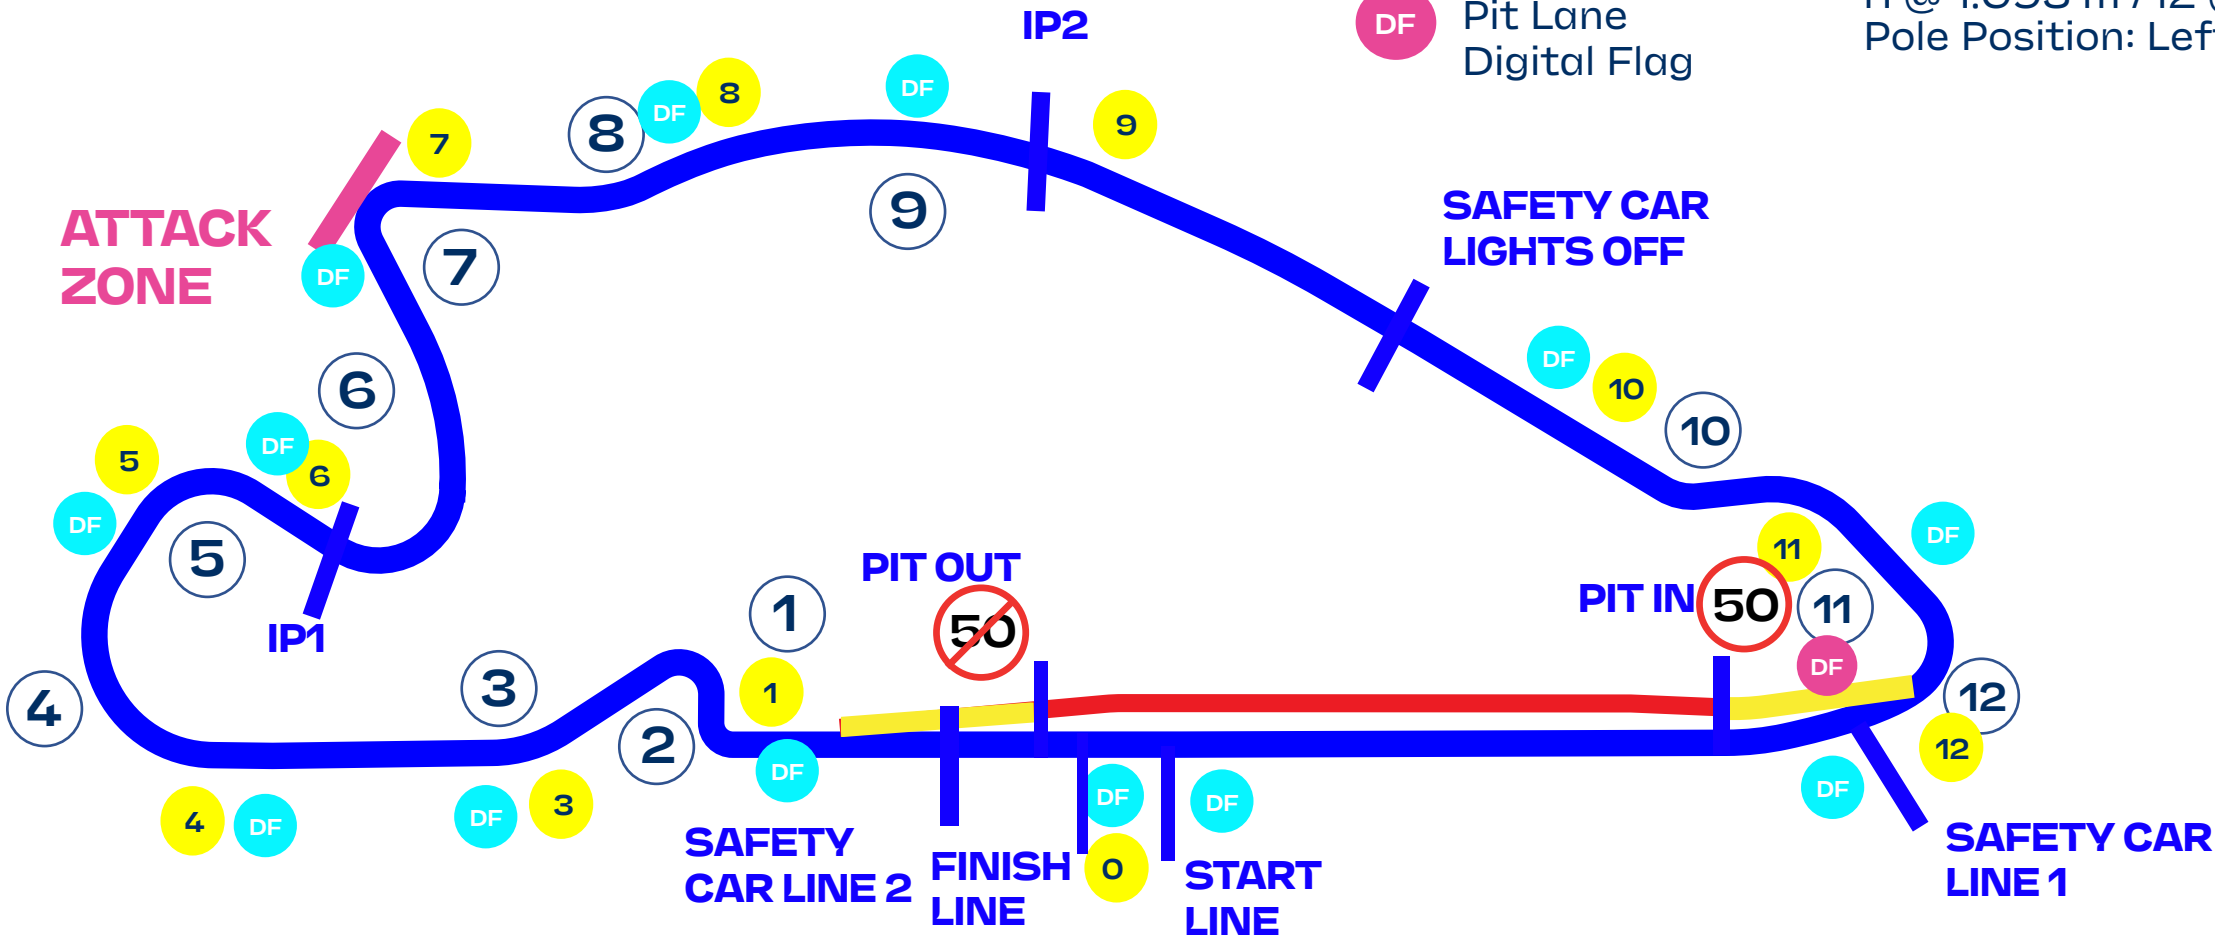 IP2
DF
Pit Lane
Digital Flag
Pole Position: Left
DF
8
DF
9
7
8
DF
ATTACK
ZONE
DF
7
9
SAFETY CAR
LIGHTS OFF
6
DF
10
10
5
DF
6
DF
5
IP1
PIT OUT
50
1
1
PIT IN
50
11
11
DF
DF
12
12
4
3
2
DF
4
DF
DF
3
SAFETY
CAR LINE 2
FINISH
LINE
DF
0
DF
START
LINE
DF
SAFETY CAR
LINE 1